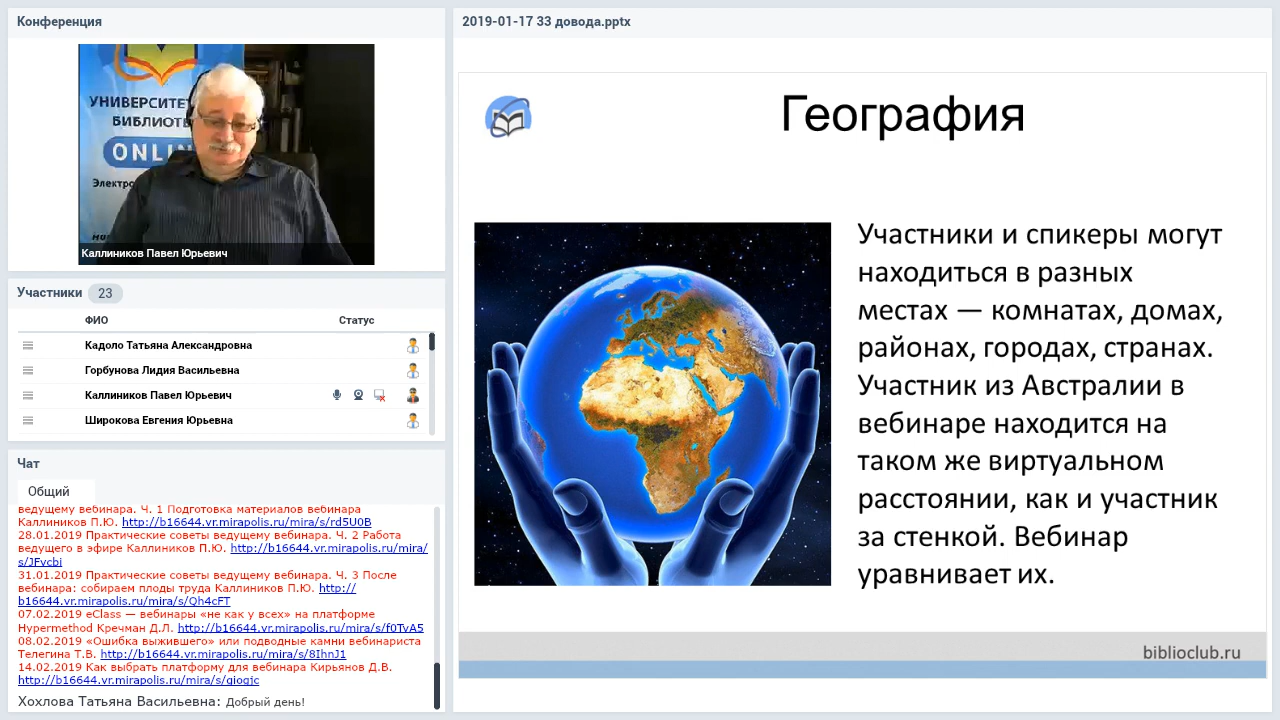 Конференция
УНИВЕРСИТЕТ
БИБЛИОТЕ
ONLIN
Электро
Каллиников Павел Юрьевич
Участники 23
ФИО Статус
Кадоло Татьяна Александровна
Горбунова Лидия Васильевна
Каллиников Павел Юрьевич
Широкова Евгения Юрьевна
Чат
Общий
ведущему вебинара. Ч. 1 Подготовка материалов вебинара
Каллиников П.Ю. http://b16644.vr.mirapolis.ru/mira/s/rd5U0B
28.01.2019 Практические советы ведущему вебинара. Ч. 2 Работа
ведущего в эфире Каллиников П.Ю. http://b16644.vr.mirapolis.ru/mira/
s/JFvcbi
31.01.2019 Практические советы ведущему вебинара. Ч. 3 После
вебинара: собираем плоды труда Каллиников П.Ю. http://
b16644.vr.mirapolis.ru/mira/s/Qh4cFT
07.02.2019 eClass — вебинары «не как у всех» на платформе
Hypermethod Кречман Д.Л. http://b16644.vr.mirapolis.ru/mira/s/f0TvA5
08.02.2019 «Ошибка выжившего» или подводные камни вебинариста
Телегина Т.В. http://b16644.vr.mirapolis.ru/mira/s/8IhnJ1
14.02.2019 Как выбрать платформу для вебинара Кирьянов Д.В.
http://b16644.vr.mirapolis.ru/mira/s/gioqjc
Хохлова Татьяна Васильевна: Добрый день!
2019-01-17 33 довода.pptx
География
Участники и спикеры могут
находиться в разных
местах — комнатах, домах,
районах, городах, странах.
Участник из Австралии в
вебинаре находится на
таком же виртуальном
расстоянии, как и участник
за стенкой. Вебинар
уравнивает их.
biblioclub.ru